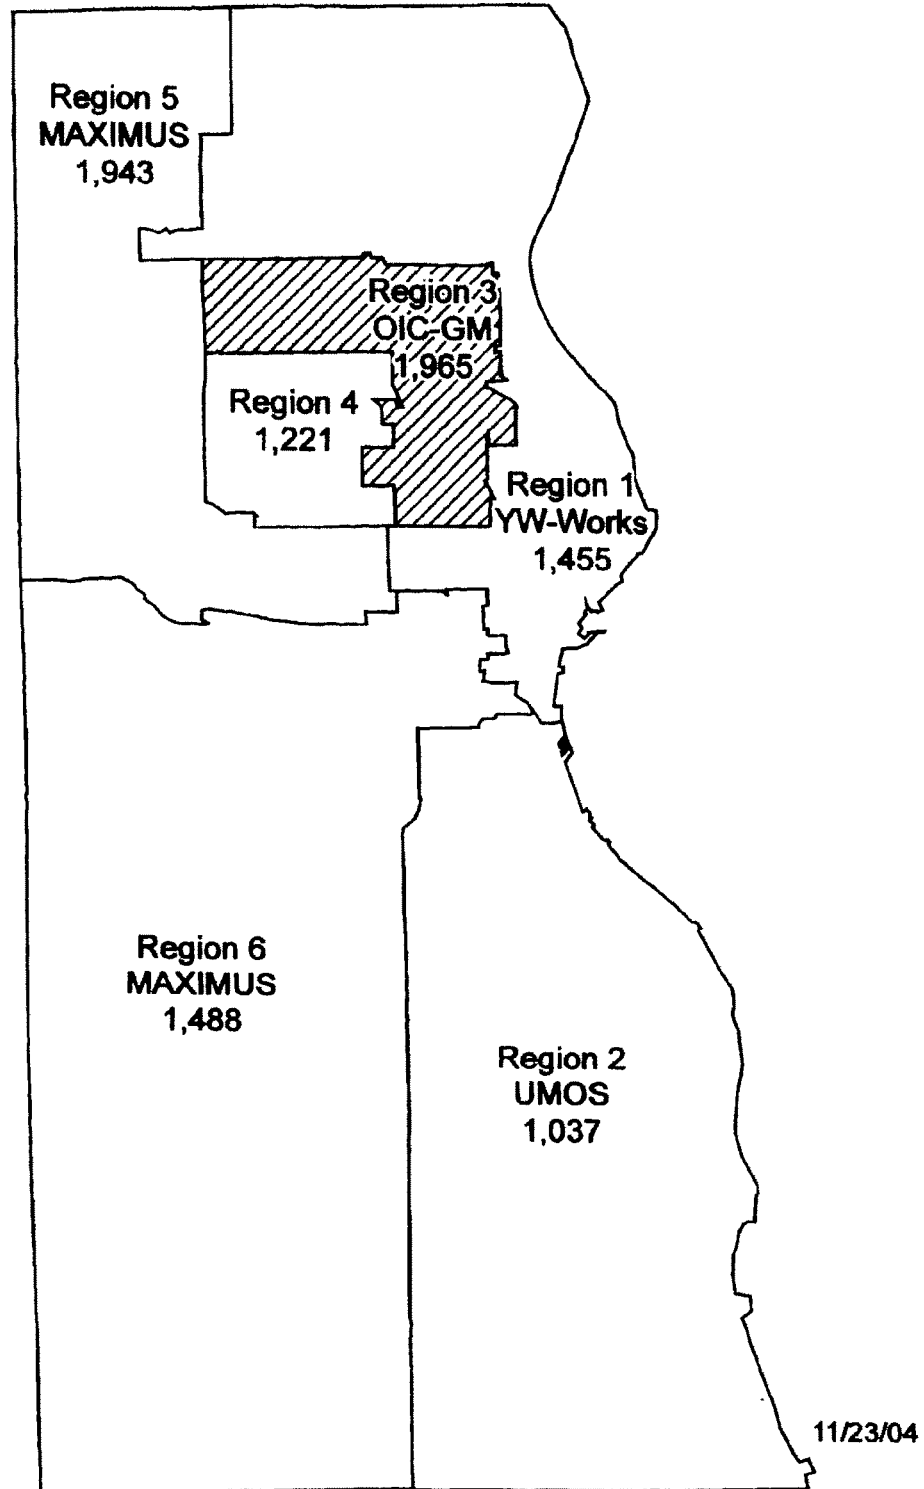 Region 5
MAXIMUS
1,943
Region 3
OIC-GM
1,965
Region 4
1,221
Region 1
YW-Works
1,455
Region 6
MAXIMUS
1,488
Region 2
UMOS
1,037
11/23/04